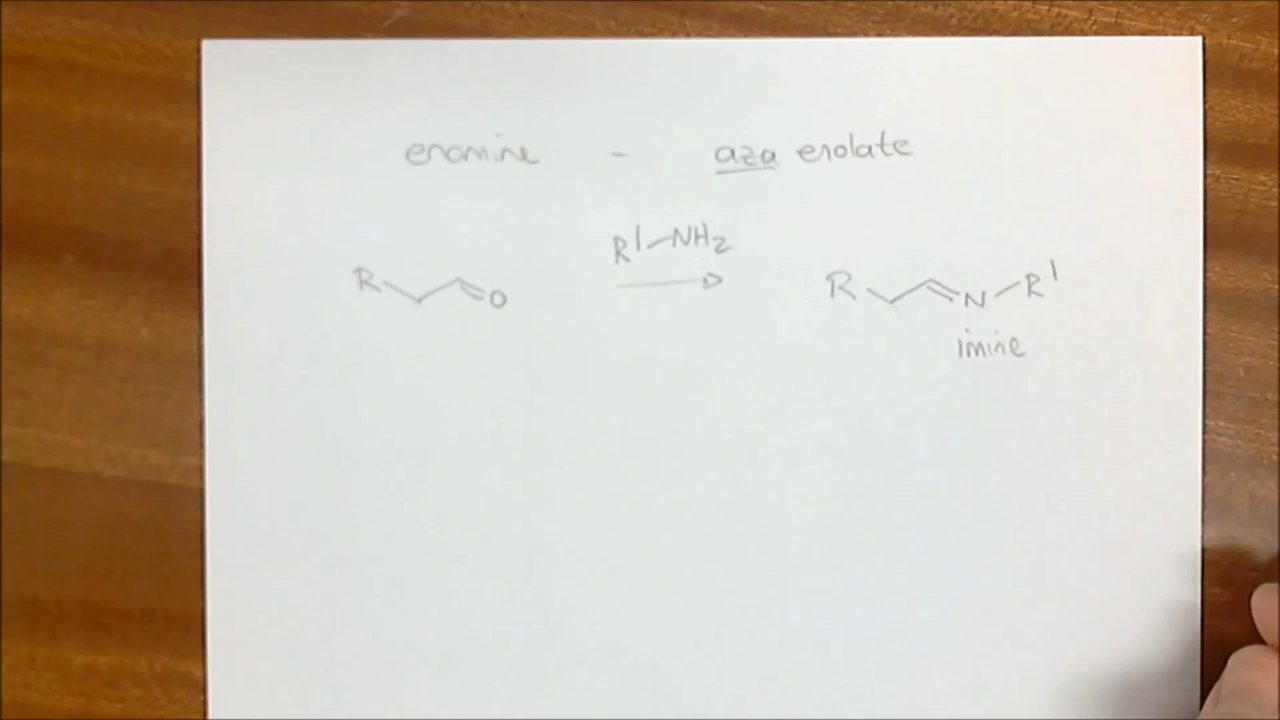 enamine - aza enolate
R'-NH2
R O R N-R'
imine